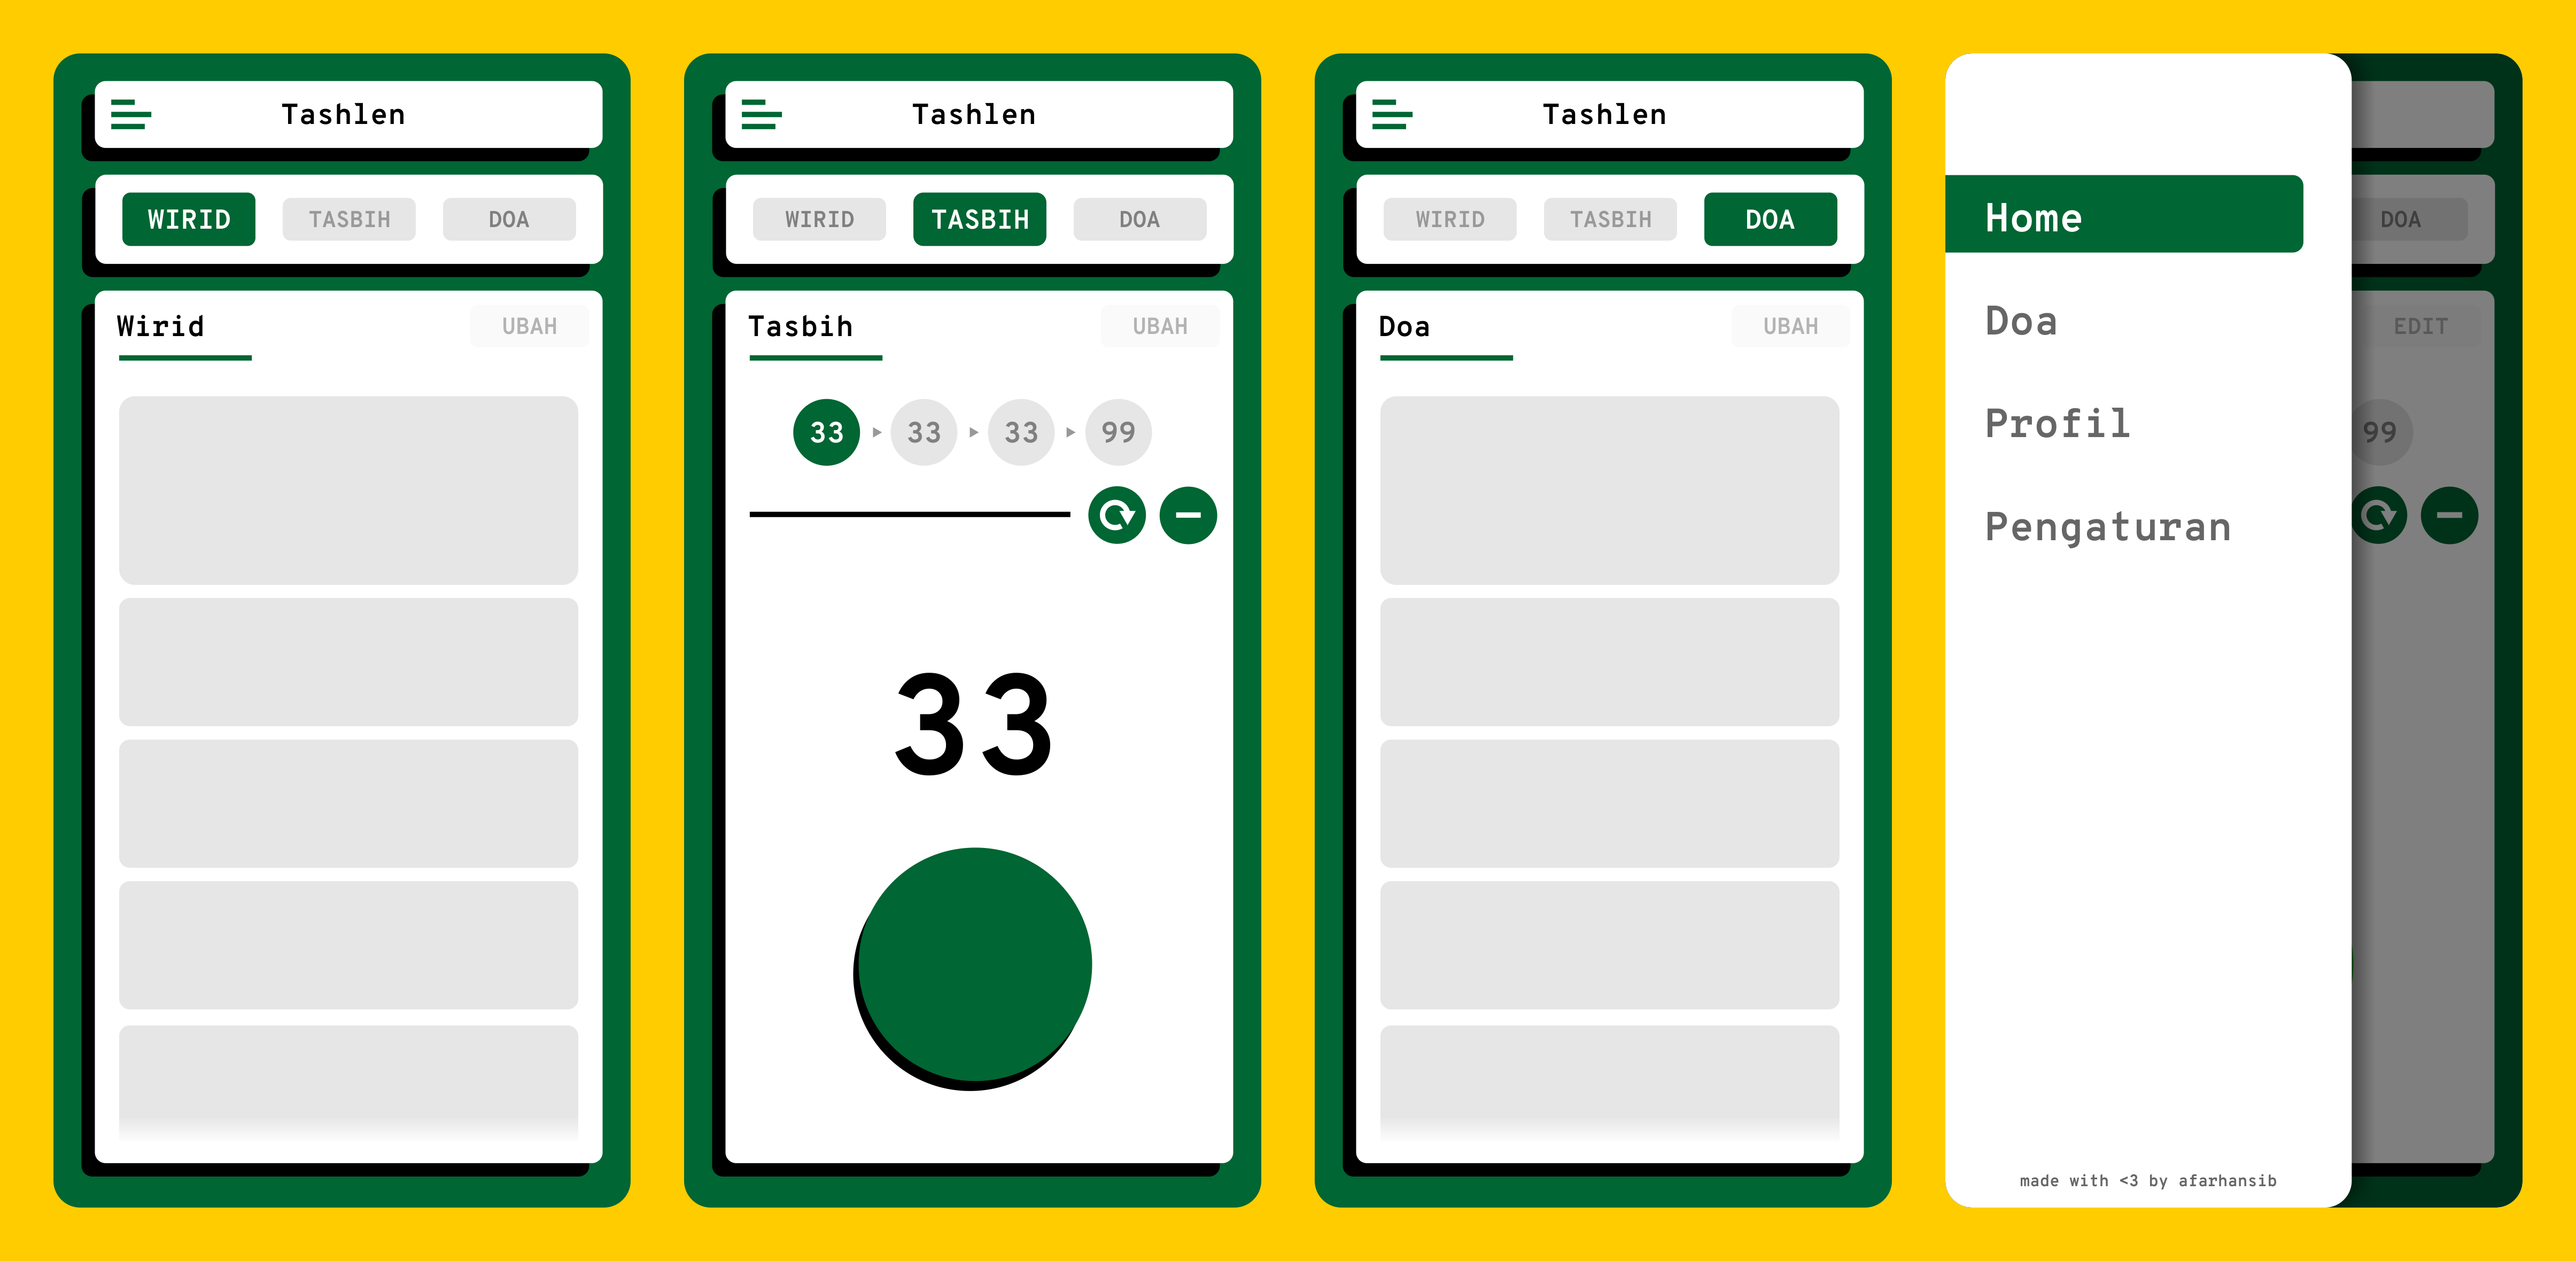 Tashlen
WIRID TASBIH DOA
Wirid UBAH
Tashlen
WIRID TASBIH DOA
Tasbih UBAH
33 33 33 99
33
Tashlen
WIRID TASBIH DOA
Doa UBAH
Home
Doa
Profil
Pengaturan
made with <3 by afarhansib
DOA
EDIT
99